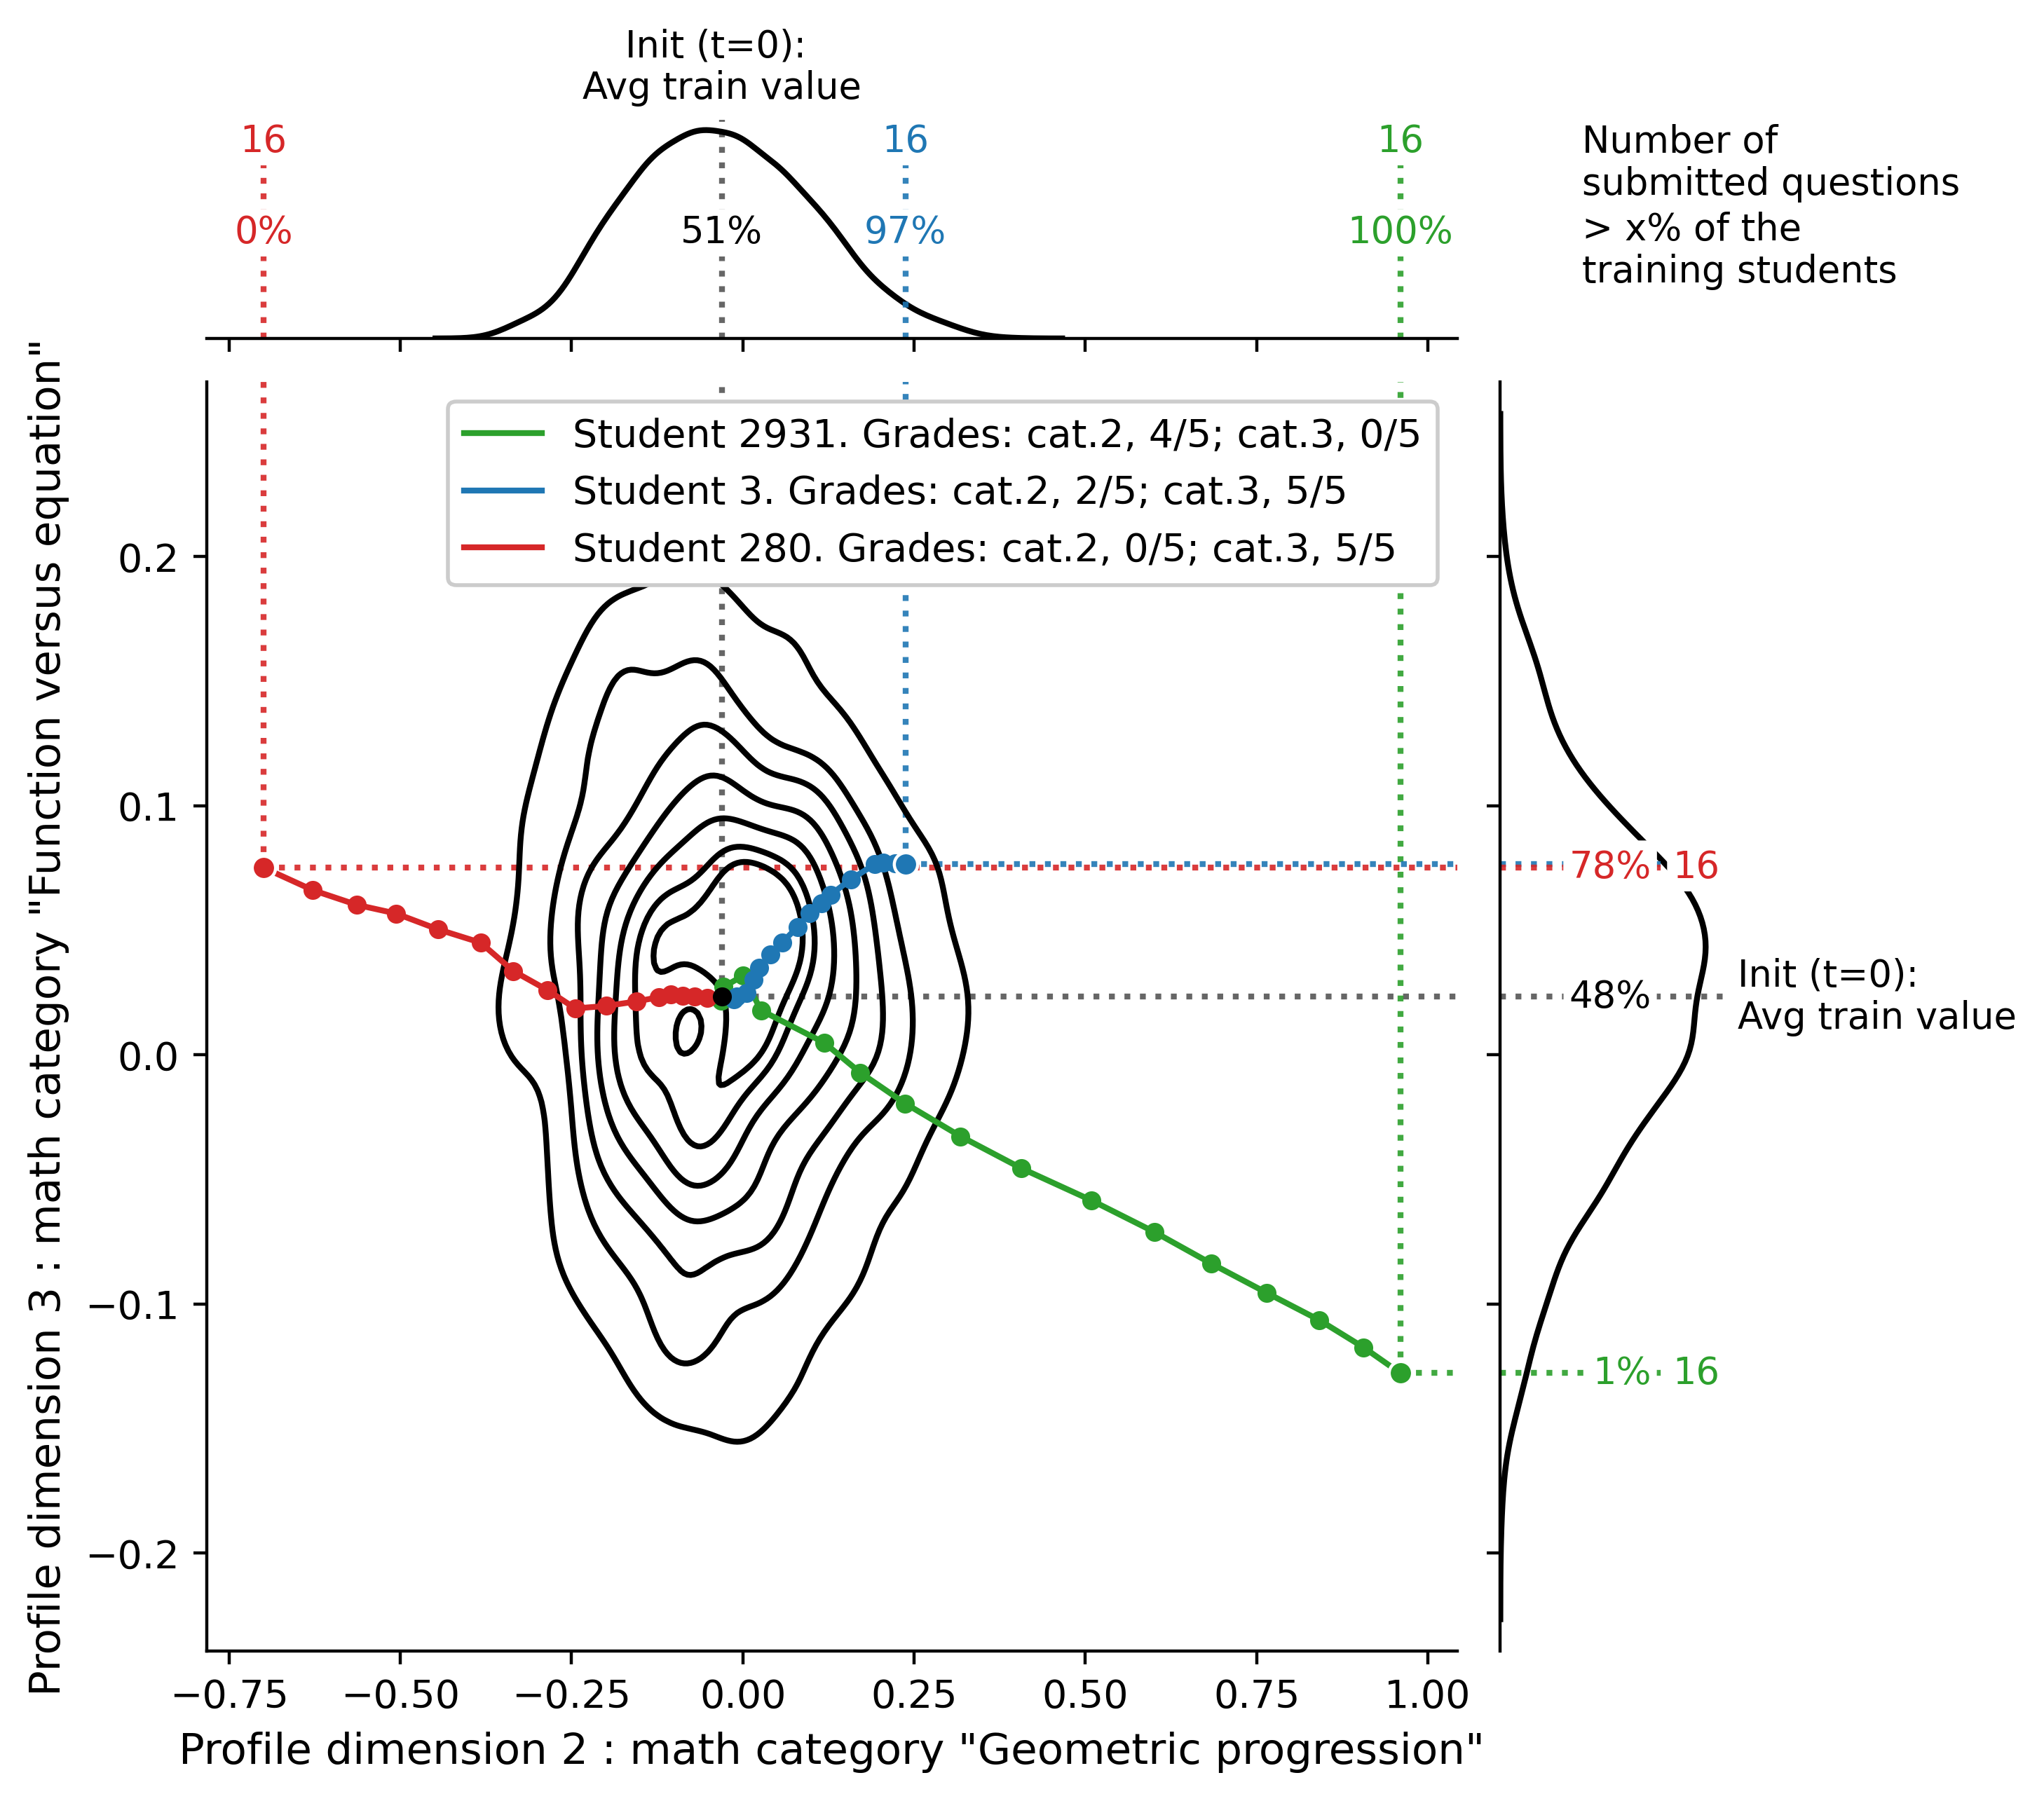 Init (t=0):
Avg train value
16
16
16
0%
51%
97%
100%
Number of
submitted questions
> x% of the
training students
Student 2931. Grades: cat.2, 4/5; cat.3, 0/5
Student 3. Grades: cat.2, 2/5; cat.3, 5/5
Student 280. Grades: cat.2, 0/5; cat.3, 5/5
Profile dimension 3 : math category "Function versus equation"
0.2
0.1
0.0
−0.1
−0.2
78%
16
48%
Init (t=0):
Avg train value
1%
16
−0.75
−0.50
−0.25
0.00
0.25
0.50
0.75
1.00
Profile dimension 2 : math category "Geometric progression"